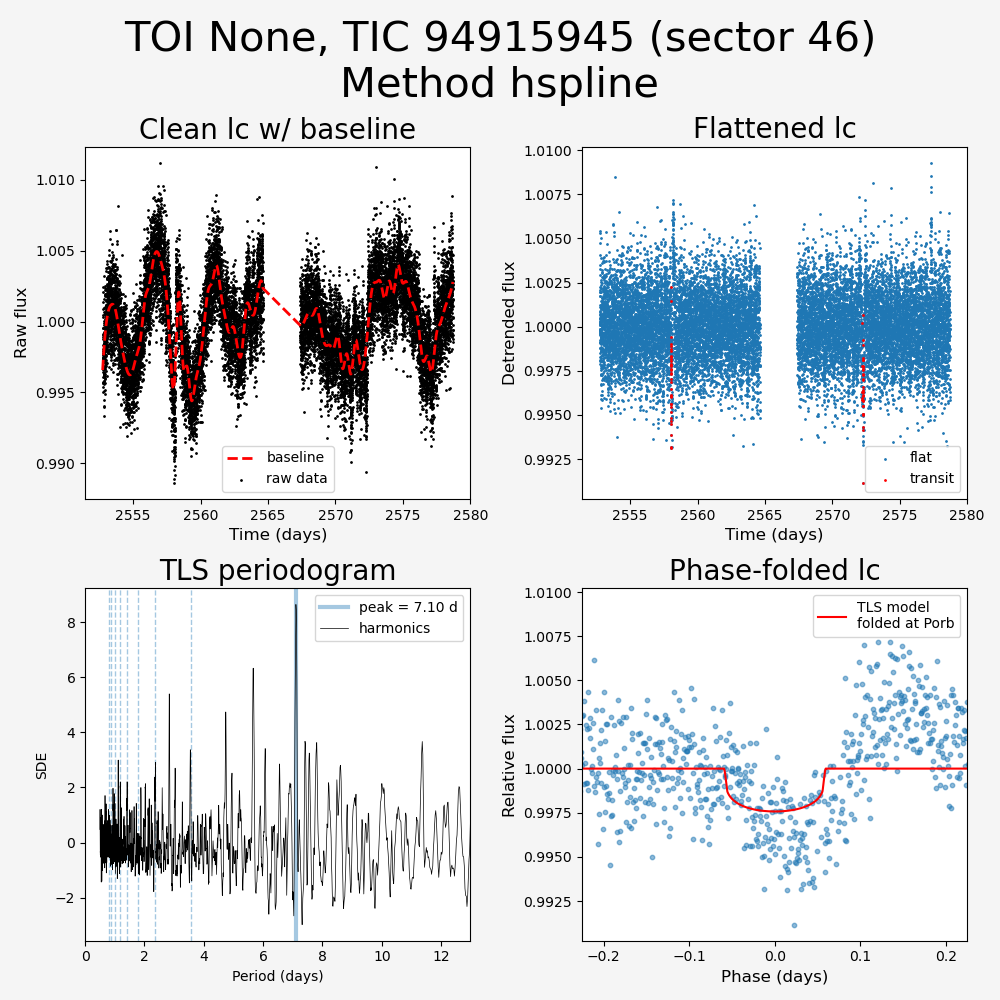 TOI None, TIC 94915945 (sector 46)
Method hspline
Clean lc w/ baseline
Raw flux
1.010
1.005
1.000
0.995
0.990
baseline
raw data
2555 2560 2565 2570 2575 2580
Time (days)
Flattened lc
Detrended flux
1.0100
1.0075
1.0050
1.0025
1.0000
0.9975
0.9950
0.9925
flat
transit
2555 2560 2565 2570 2575 2580
Time (days)
TLS periodogram
SDE
8
6
4
2
0
−2
peak = 7.10 d
harmonics
0 2 4 6 8 10 12
Period (days)
Phase-folded lc
Relative flux
1.0100
1.0075
1.0050
1.0025
1.0000
0.9975
0.9950
0.9925
TLS model
folded at Porb
−0.2 −0.1 0.0 0.1 0.2
Phase (days)